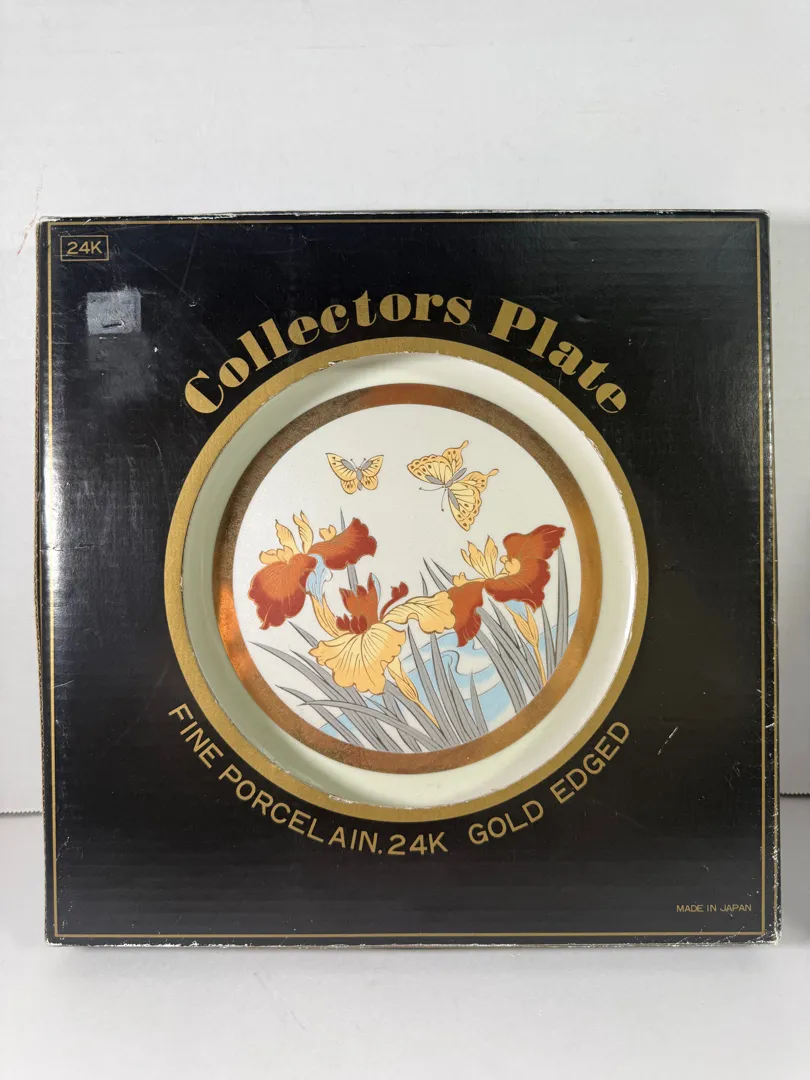 24K
Collectors Plate
FINE PORCELAIN. 24K GOLD EDGED
MADE IN JAPAN